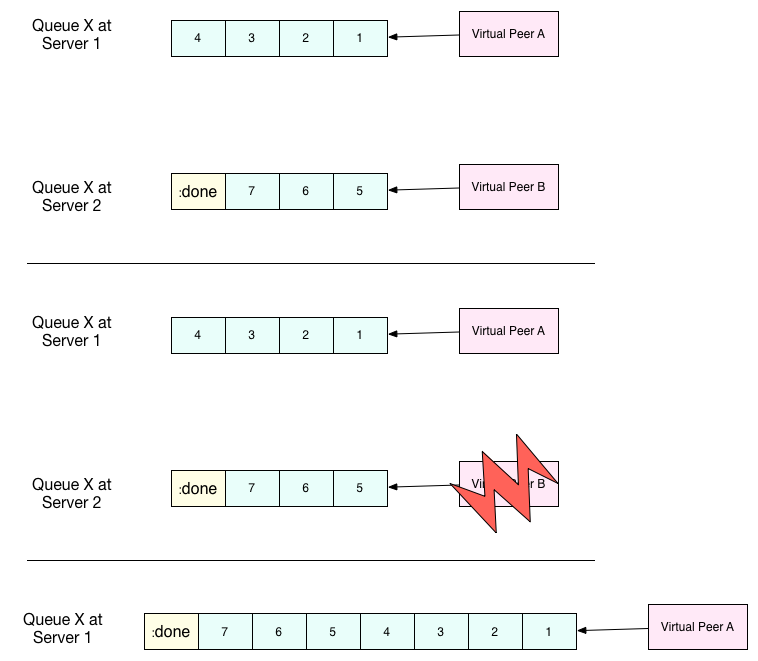 Queue X at
Server 1
4 3 2 1
Virtual Peer A
Queue X at
Server 2
:done 7 6 5
Virtual Peer B
Queue X at
Server 1
4 3 2 1
Virtual Peer A
Queue X at
Server 2
:done 7 6 5
B
Queue X at
Server 1
:done 7 6 5 4 3 2 1
Virtual Peer A